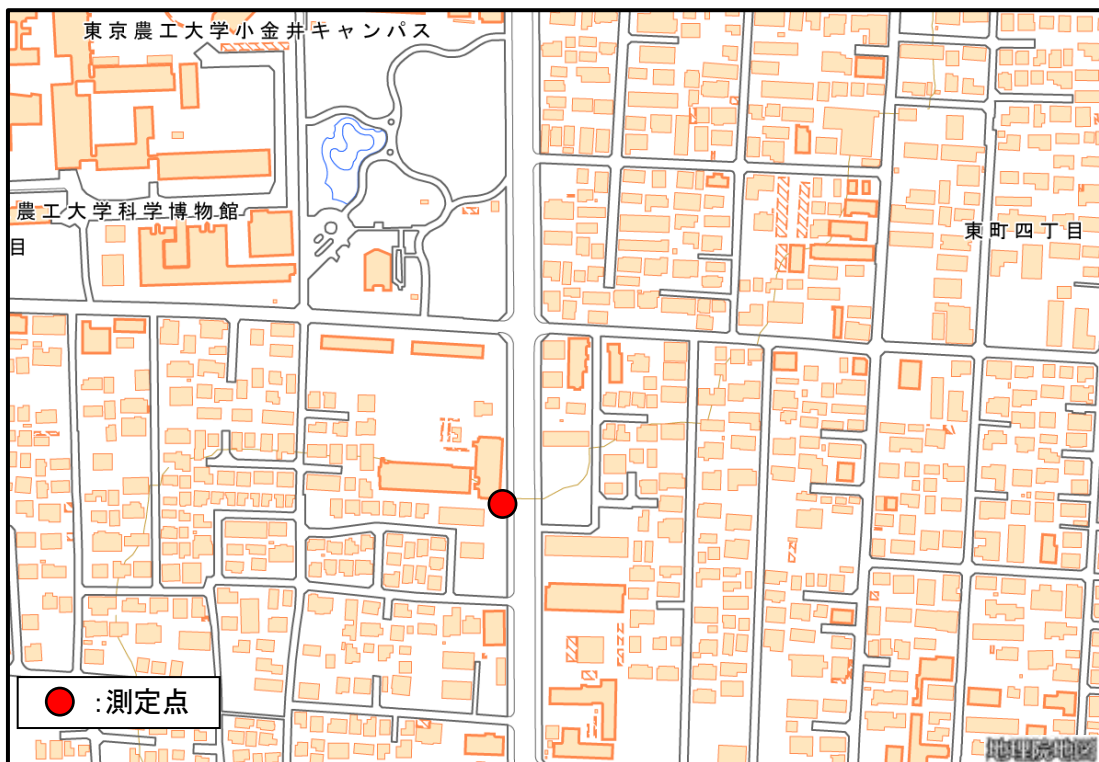 東京農工大学小金井キャンパス
農工大学科学博物館
目
東町四丁目
:測定点
地理院地図